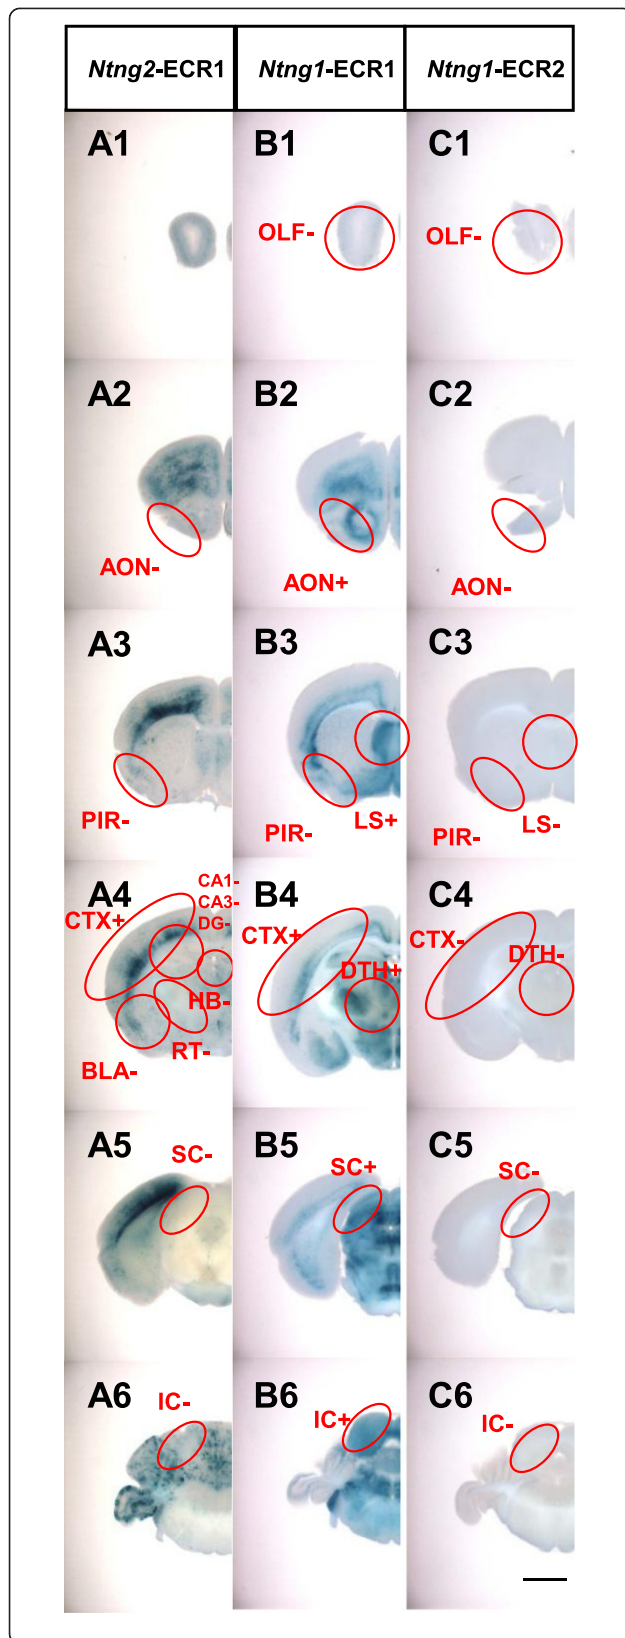 Ntng2-ECR1 Ntng1-ECR1 Ntng1-ECR2
A1 B1 C1
OLF- OLF-
A2 B2 C2
AON- AON+ AON-
A3 B3 C3
PIR- PIR- LS+ PIR- LS-
A4 B4 C4
CA1-
CA3-
DG-
CTX+ CTX+ CTX-
DTH+ DTH-
HB-
RT-
BLA-
A5 B5 C5
SC- SC+ SC-
A6 B6 C6
IC- IC+ IC-